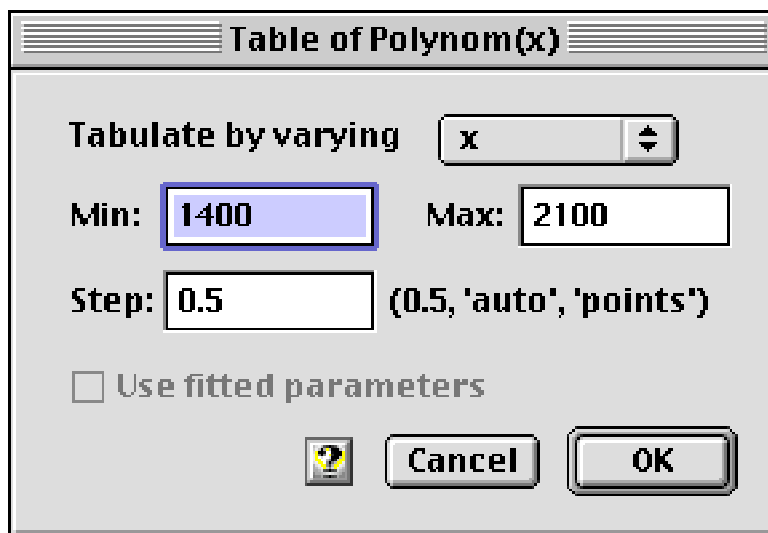 Table of Polynom(x)
Tabulate by varying x
Min: 1400 Max: 2100
Step: 0.5 (0.5, 'auto', 'points')
Use fitted parameters
? Cancel OK